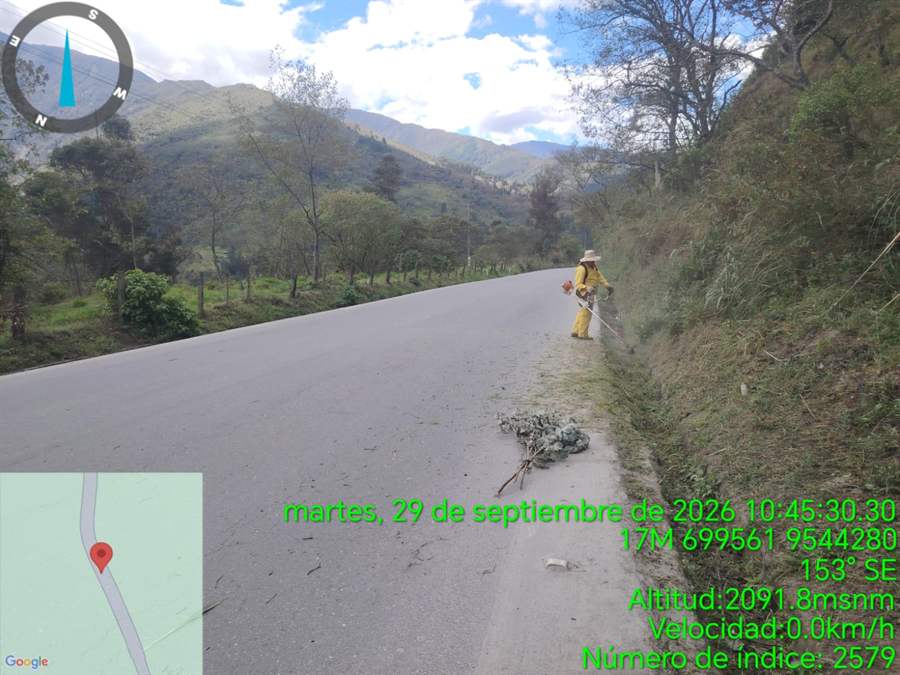 S
E
W
N
martes, 29 de septiembre de 2026 10:45:30.30
17M 699561 9544280
153° SE
Altitud:2091.8msnm
Velocidad:0.0km/h
Número de índice: 2579
Google